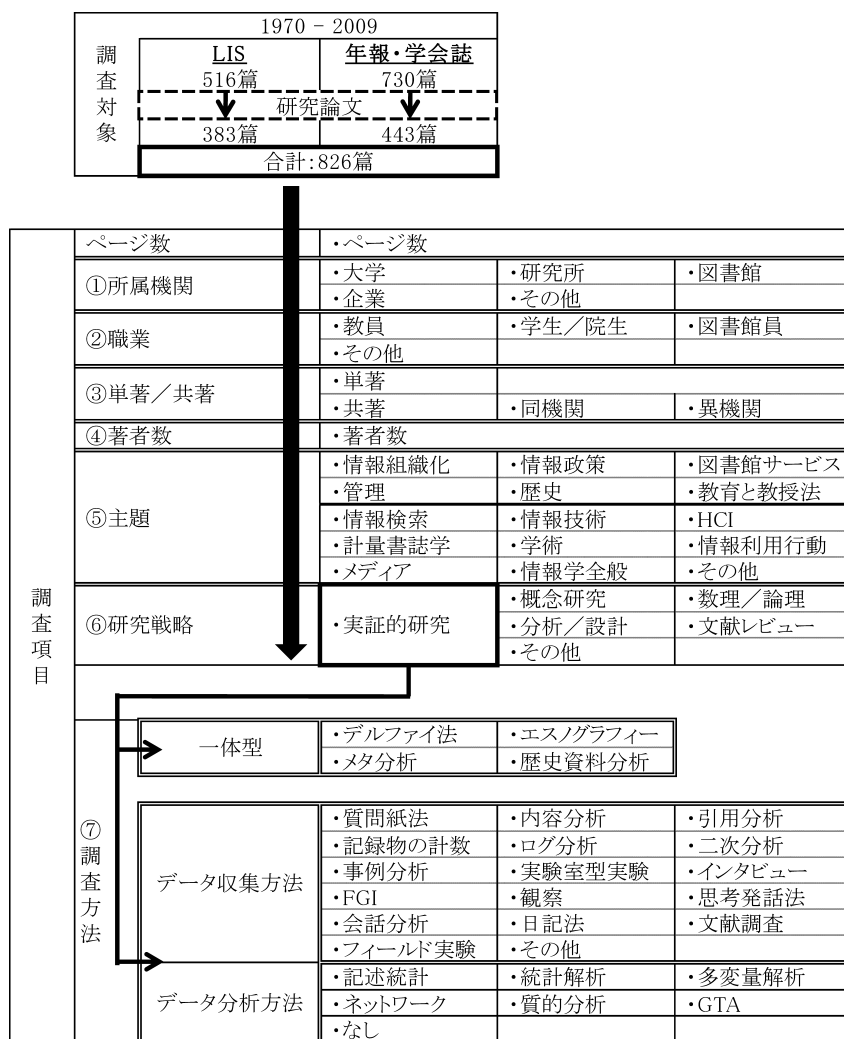 1970 - 2009
調査対象
LIS 年報・学会誌
516篇 730篇
研究論文
383篇 443篇
合計:826篇
調査項目
ページ数 ・ページ数
①所属機関
・大学 ・研究所 ・図書館
・企業 ・その他
②職業
・教員 ・学生／院生 ・図書館員
・その他
③単著／共著
・単著
・共著 ・同機関 ・異機関
④著者数 ・著者数
⑤主題
・情報組織化 ・情報政策 ・図書館サービス
・管理 ・歴史 ・教育と教授法
・情報検索 ・情報技術 ・HCI
・計量書誌学 ・学術 ・情報利用行動
・メディア ・情報学全般 ・その他
⑥研究戦略
・実証的研究
・概念研究 ・数理／論理
・分析／設計 ・文献レビュー
・その他
⑦調査方法
一体型
・デルファイ法 ・エスノグラフィー
・メタ分析 ・歴史資料分析
データ収集方法
・質問紙法 ・内容分析 ・引用分析
・記録物の計数 ・ログ分析 ・二次分析
・事例分析 ・実験室型実験 ・インタビュー
・FGI ・観察 ・思考発話法
・会話分析 ・日記法 ・文献調査
・フィールド実験 ・その他
データ分析方法
・記述統計 ・統計解析 ・多変量解析
・ネットワーク ・質的分析 ・GTA
・なし